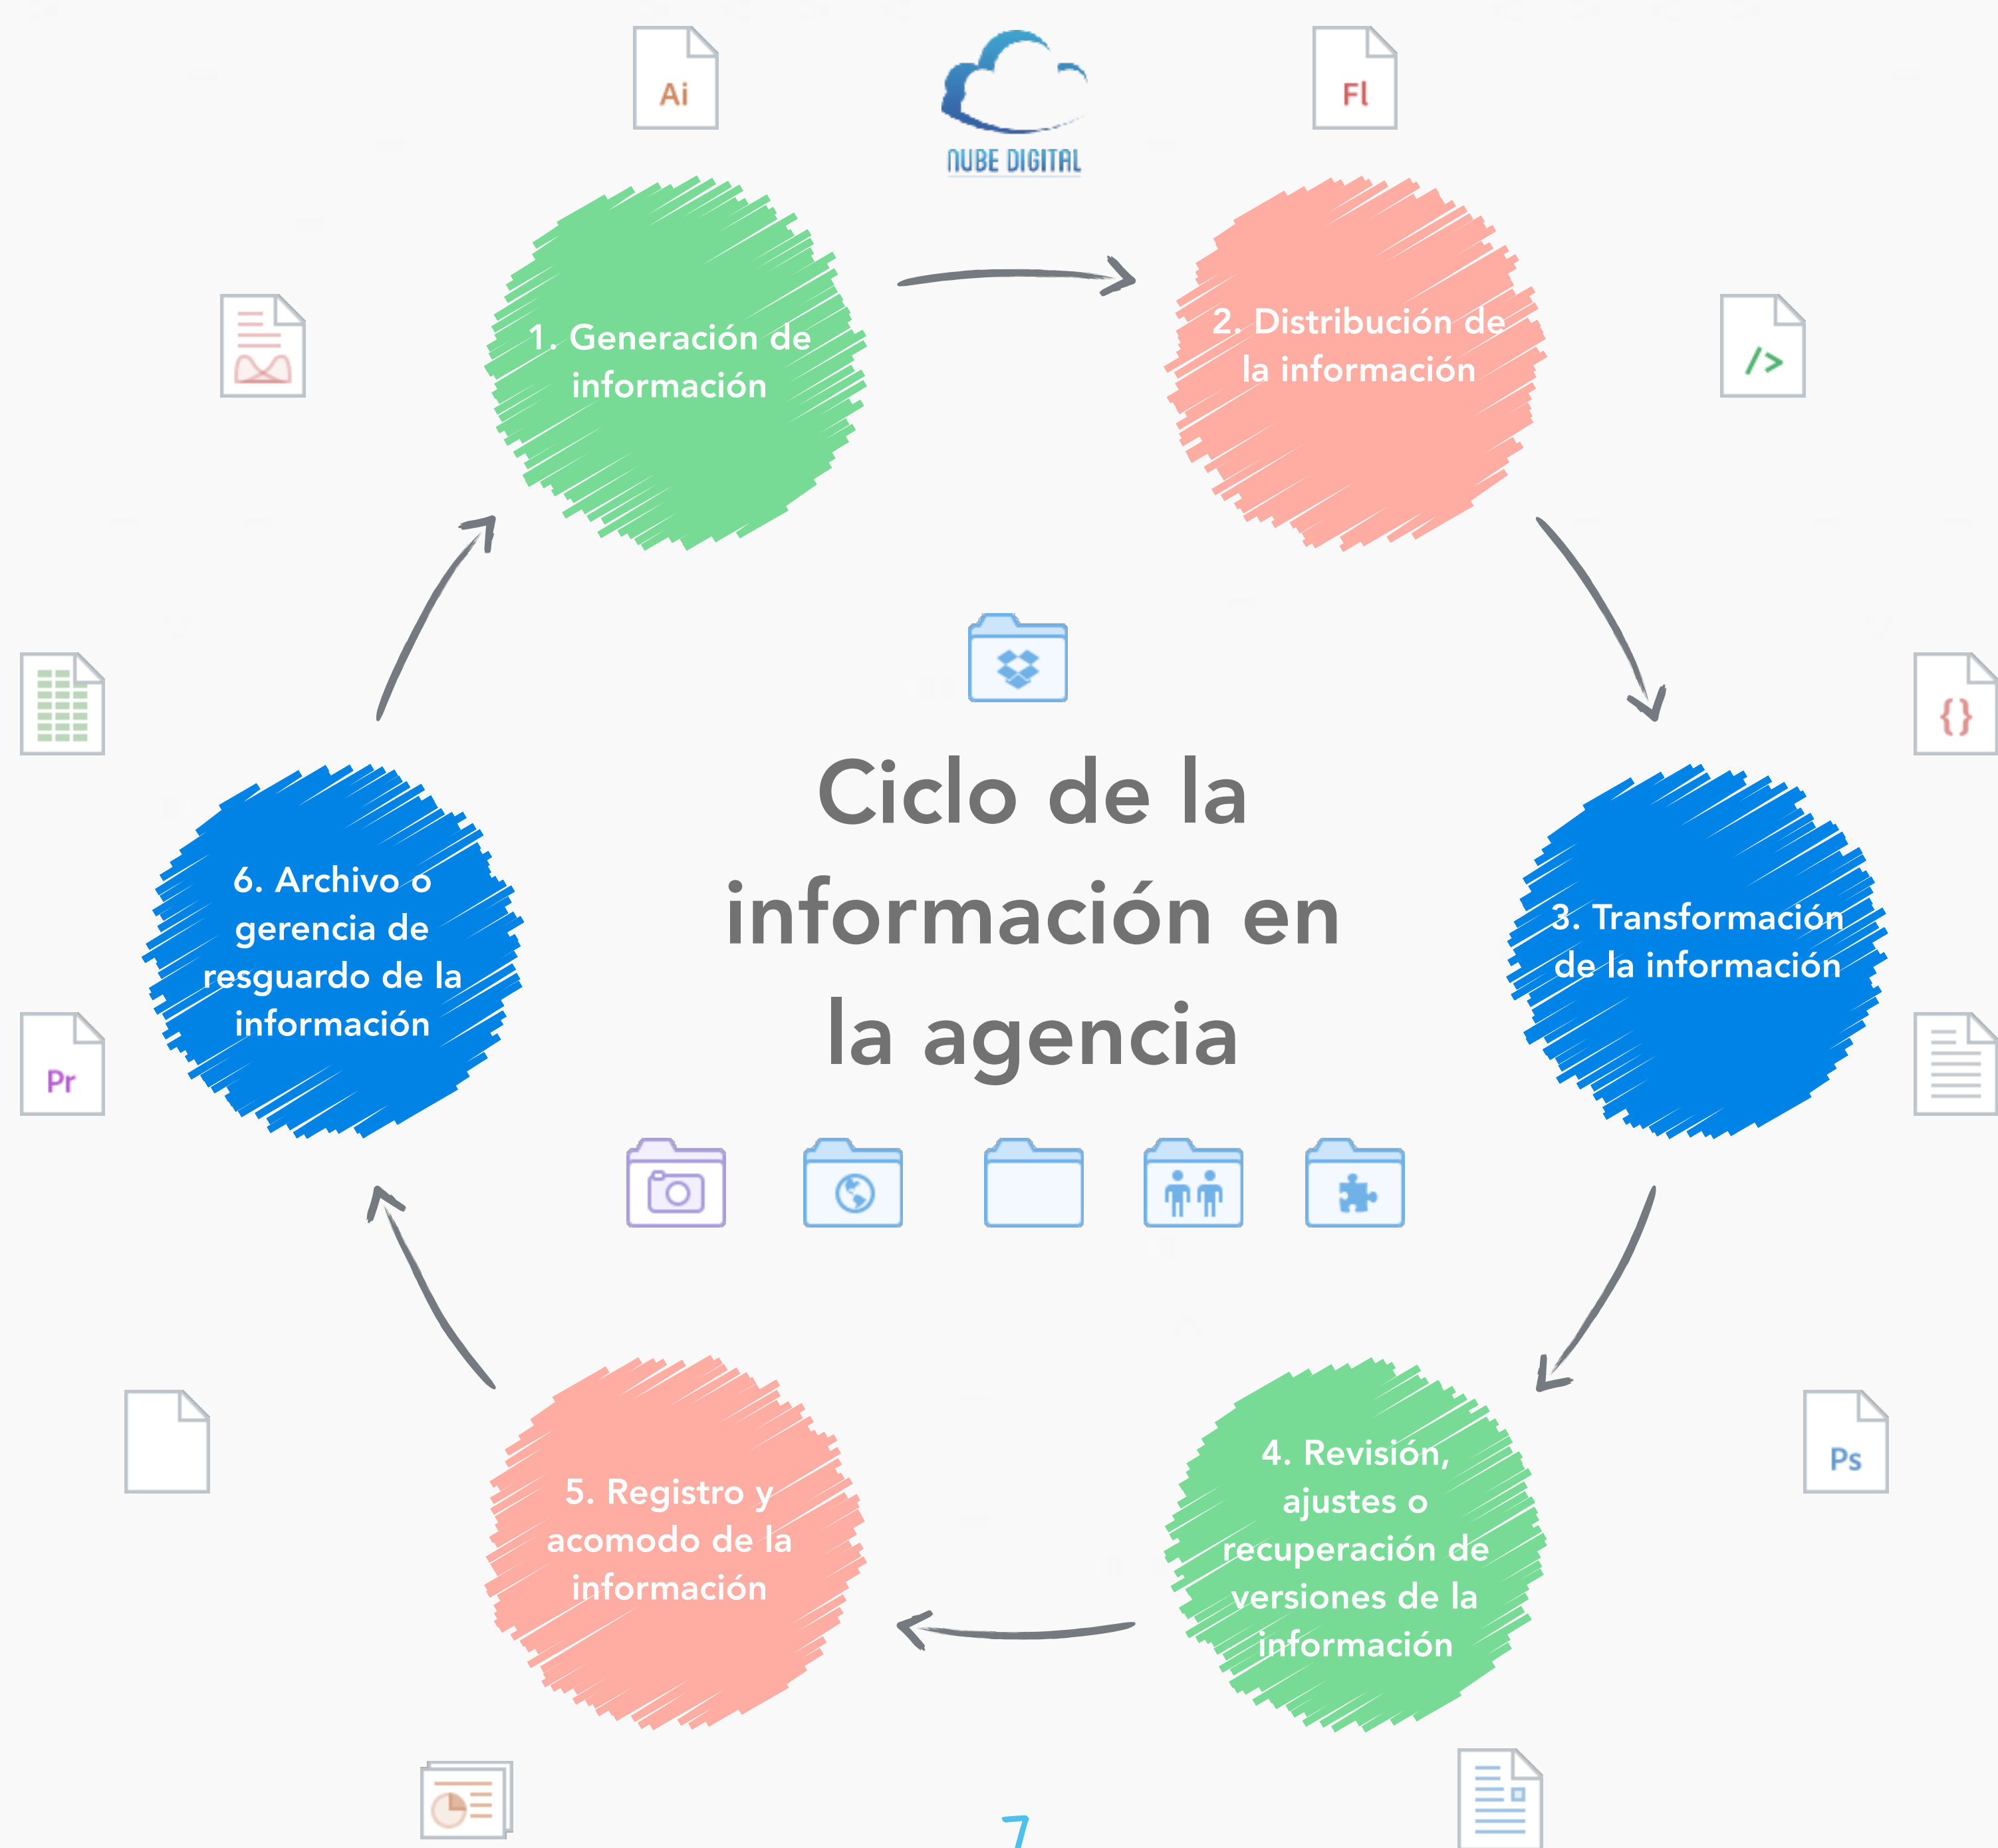 Ai
NUBE DIGITAL
Fl
1. Generación de
información
2. Distribución de
la información
/>
{}
Ciclo de la
información en
la agencia
6. Archivo o
gerencia de
resguardo de la
información
3. Transformación
de la información
Pr
Ps
5. Registro y
acomodo de la
información
4. Revisión,
ajustes o
recuperación de
versiones de la
información